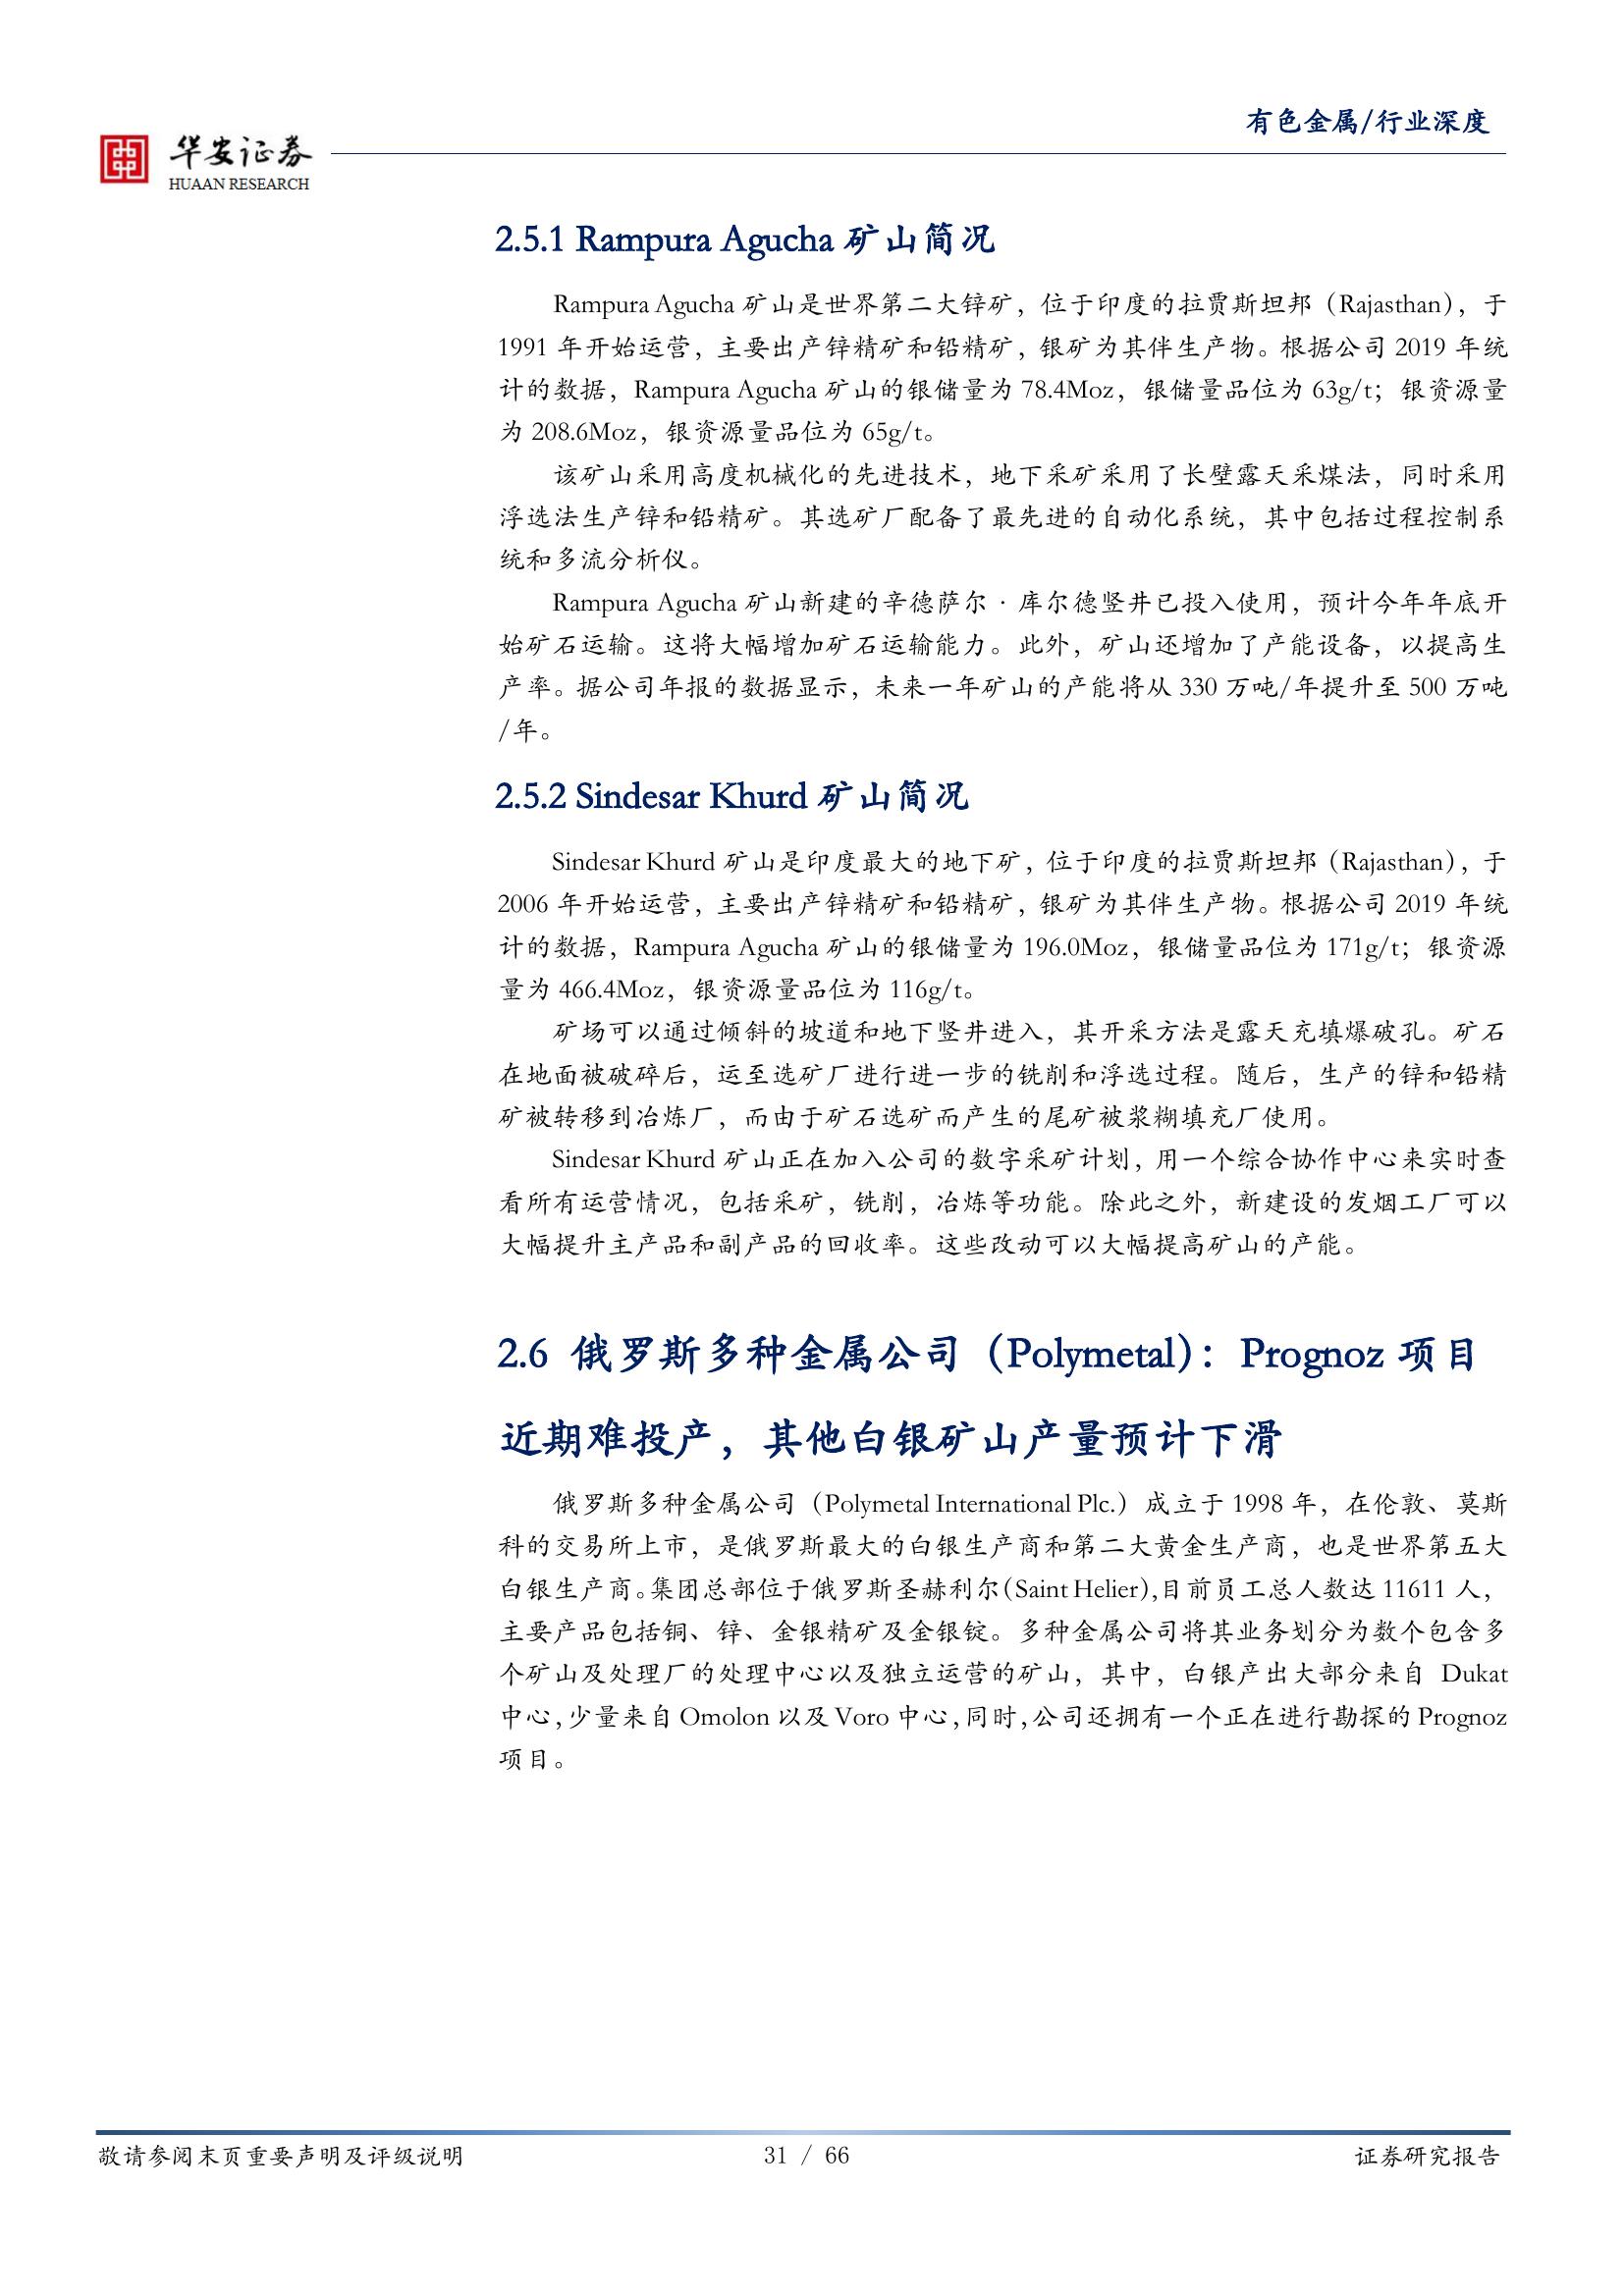 有色金属/行业深度
华安证券
HUAAN RESEARCH
2.5.1 Rampura Agucha 矿山简况
Rampura Agucha 矿山是世界第二大锌矿，位于印度的拉贾斯坦邦（Rajasthan），于
1991 年开始运营，主要出产锌精矿和铅精矿，银矿为其伴生产物。根据公司 2019 年统
计的数据，Rampura Agucha 矿山的银储量为 78.4Moz，银储量品位为 63g/t；银资源量
为 208.6Moz，银资源量品位为 65g/t。
该矿山采用高度机械化的先进技术，地下采矿采用了长壁露天采煤法，同时采用
浮选法生产锌和铅精矿。其选矿厂配备了最先进的自动化系统，其中包括过程控制系
统和多流分析仪。
Rampura Agucha 矿山新建的辛德萨尔·库尔德竖井已投入使用，预计今年年底开
始矿石运输。这将大幅增加矿石运输能力。此外，矿山还增加了产能设备，以提高生
产率。据公司年报的数据显示，未来一年矿山的产能将从 330 万吨/年提升至 500 万吨
/年。
2.5.2 Sindesar Khurd 矿山简况
Sindesar Khurd 矿山是印度最大的地下矿，位于印度的拉贾斯坦邦（Rajasthan），于
2006 年开始运营，主要出产锌精矿和铅精矿，银矿为其伴生产物。根据公司 2019 年统
计的数据，Rampura Agucha 矿山的银储量为 196.0Moz，银储量品位为 171g/t；银资源
量为 466.4Moz，银资源量品位为 116g/t。
矿场可以通过倾斜的坡道和地下竖井进入，其开采方法是露天充填爆破孔。矿石
在地面被破碎后，运至选矿厂进行进一步的铣削和浮选过程。随后，生产的锌和铅精
矿被转移到冶炼厂，而由于矿石选矿而产生的尾矿被浆糊填充厂使用。
Sindesar Khurd 矿山正在加入公司的数字采矿计划，用一个综合协作中心来实时查
看所有运营情况，包括采矿，铣削，冶炼等功能。除此之外，新建设的发烟工厂可以
大幅提升主产品和副产品的回收率。这些改动可以大幅提高矿山的产能。
2.6 俄罗斯多种金属公司（Polymetal）：Prognoz 项目
近期难投产，其他白银矿山产量预计下滑
俄罗斯多种金属公司（Polymetal International Plc.）成立于 1998 年，在伦敦、莫斯
科的交易所上市，是俄罗斯最大的白银生产商和第二大黄金生产商，也是世界第五大
白银生产商。集团总部位于俄罗斯圣赫利尔（Saint Helier），目前员工总人数达 11611 人，
主要产品包括铜、锌、金银精矿及金银锭。多种金属公司将其业务划分为数个包含多
个矿山及处理厂的处理中心以及独立运营的矿山，其中，白银产出大部分来自 Dukat
中心，少量来自 Omolon 以及 Voro 中心，同时，公司还拥有一个正在进行勘探的 Prognoz
项目。
敬请参阅末页重要声明及评级说明
31 / 66
证券研究报告